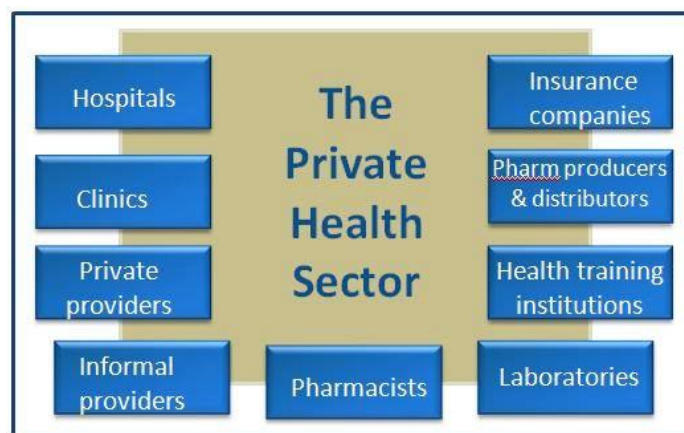 The
Private
Health
Sector
Hospitals
Clinics
Private
providers
Informal
providers
Pharmacists
Insurance
companies
Pharm producers
& distributors
Health training
institutions
Laboratories